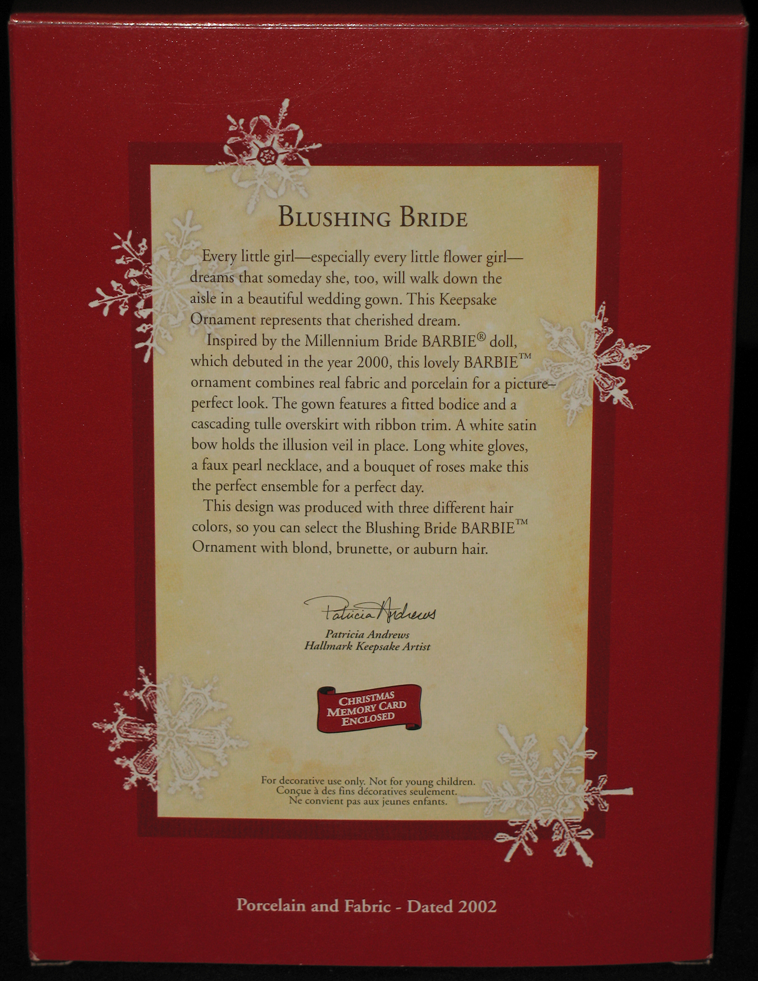 BLUSHING BRIDE
Every little girl—especially every little flower girl—
dreams that someday she, too, will walk down the
aisle in a beautiful wedding gown. This Keepsake
Ornament represents that cherished dream.
Inspired by the Millennium Bride BARBIE® doll,
which debuted in the year 2000, this lovely BARBIE™
ornament combines real fabric and porcelain for a picture–
perfect look. The gown features a fitted bodice and a
cascading tulle overskirt with ribbon trim. A white satin
bow holds the illusion veil in place. Long white gloves,
a faux pearl necklace, and a bouquet of roses make this
the perfect ensemble for a perfect day.
This design was produced with three different hair
colors, so you can select the Blushing Bride BARBIE™
Ornament with blond, brunette, or auburn hair.
Patricia Andrews
Patricia Andrews
Hallmark Keepsake Artist
CHRISTMAS
MEMORY CARD
ENCLOSED
For decorative use only. Not for young children.
Conçue à des fins décoratives seulement.
Ne convient pas aux jeunes enfants.
Porcelain and Fabric - Dated 2002